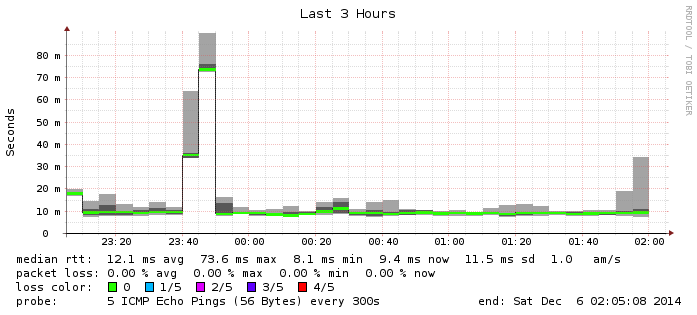 Last 3 Hours
RRDTOOL / TOBI OETIKER
Seconds
80 m
70 m
60 m
50 m
40 m
30 m
20 m
10 m
0
23:20 23:40 00:00 00:20 00:40 01:00 01:20 01:40 02:00
median rtt: 12.1 ms avg 73.6 ms max 8.1 ms min 9.4 ms now 11.5 ms sd 1.0 am/s
packet loss: 0.00 % avg 0.00 % max 0.00 % min 0.00 % now
loss color: 0 1/5 2/5 3/5 4/5
probe: 5 ICMP Echo Pings (56 Bytes) every 300s end: Sat Dec 6 02:05:08 2014